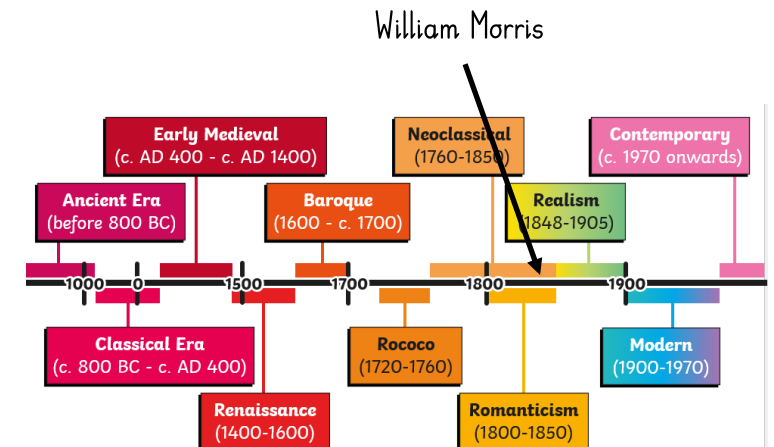 William Morris
Early Medieval
(c. AD 400 - c. AD 1400)
Neoclassical
(1760-1850)
Contemporary
(c. 1970 onwards)
Ancient Era
(before 800 BC)
Baroque
(1600 - c. 1700)
Realism
(1848-1905)
1000
0
1500
1700
1800
1900
Classical Era
(c. 800 BC - c. AD 400)
Rococo
(1720-1760)
Modern
(1900-1970)
Renaissance
(1400-1600)
Romanticism
(1800-1850)